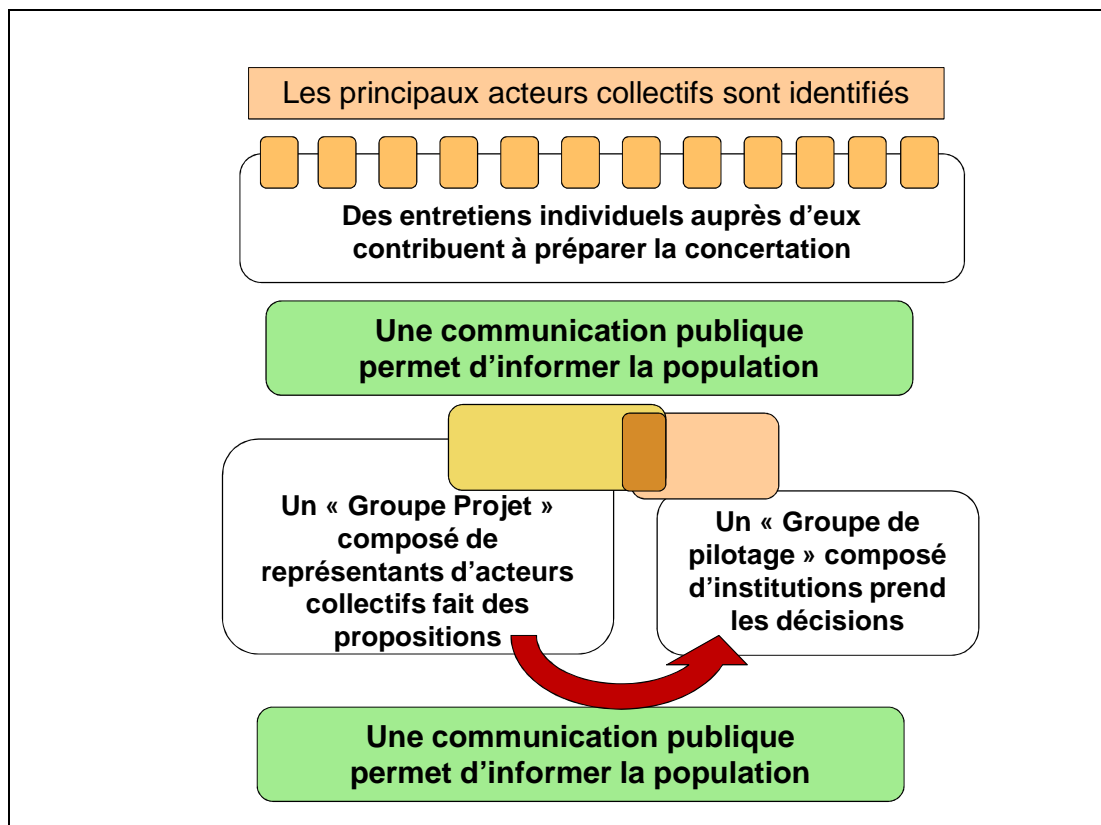 Les principaux acteurs collectifs sont identifiés
Des entretiens individuels auprès d’eux
contribuent à préparer la concertation
Une communication publique
permet d’informer la population
Un « Groupe Projet »
composé de
représentants d’acteurs
collectifs fait des
propositions
Un « Groupe de
pilotage » composé
d’institutions prend
les décisions
Une communication publique
permet d’informer la population